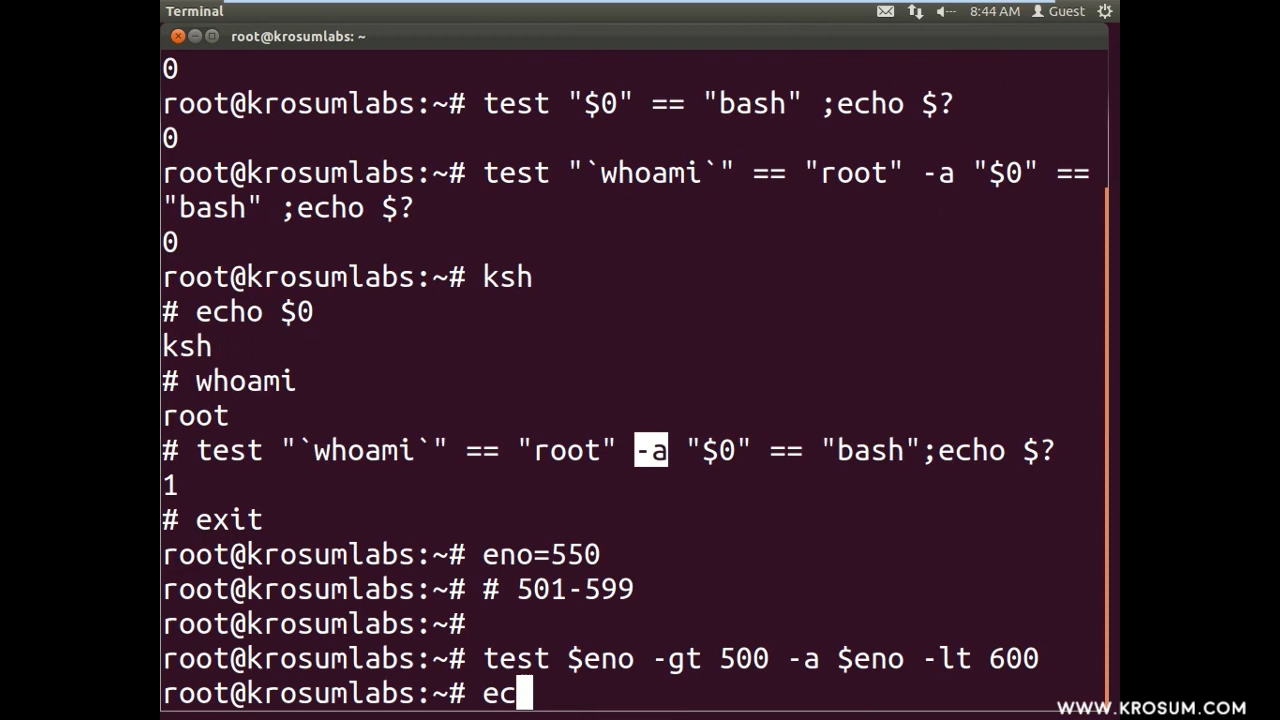 Terminal
8:44 AM
Guest
root@krosumlabs: ~
0
root@krosumlabs:~# test "$0" == "bash" ;echo $?
0
root@krosumlabs:~# test "`whoami`" == "root" -a "$0" ==
"bash" ;echo $?
0
root@krosumlabs:~# ksh
# echo $0
ksh
# whoami
root
# test "`whoami`" == "root" -a "$0" == "bash";echo $?
1
# exit
root@krosumlabs:~# eno=550
root@krosumlabs:~# # 501-599
root@krosumlabs:~#
root@krosumlabs:~# test $eno -gt 500 -a $eno -lt 600
root@krosumlabs:~# ec
WWW.KROSUM.COM